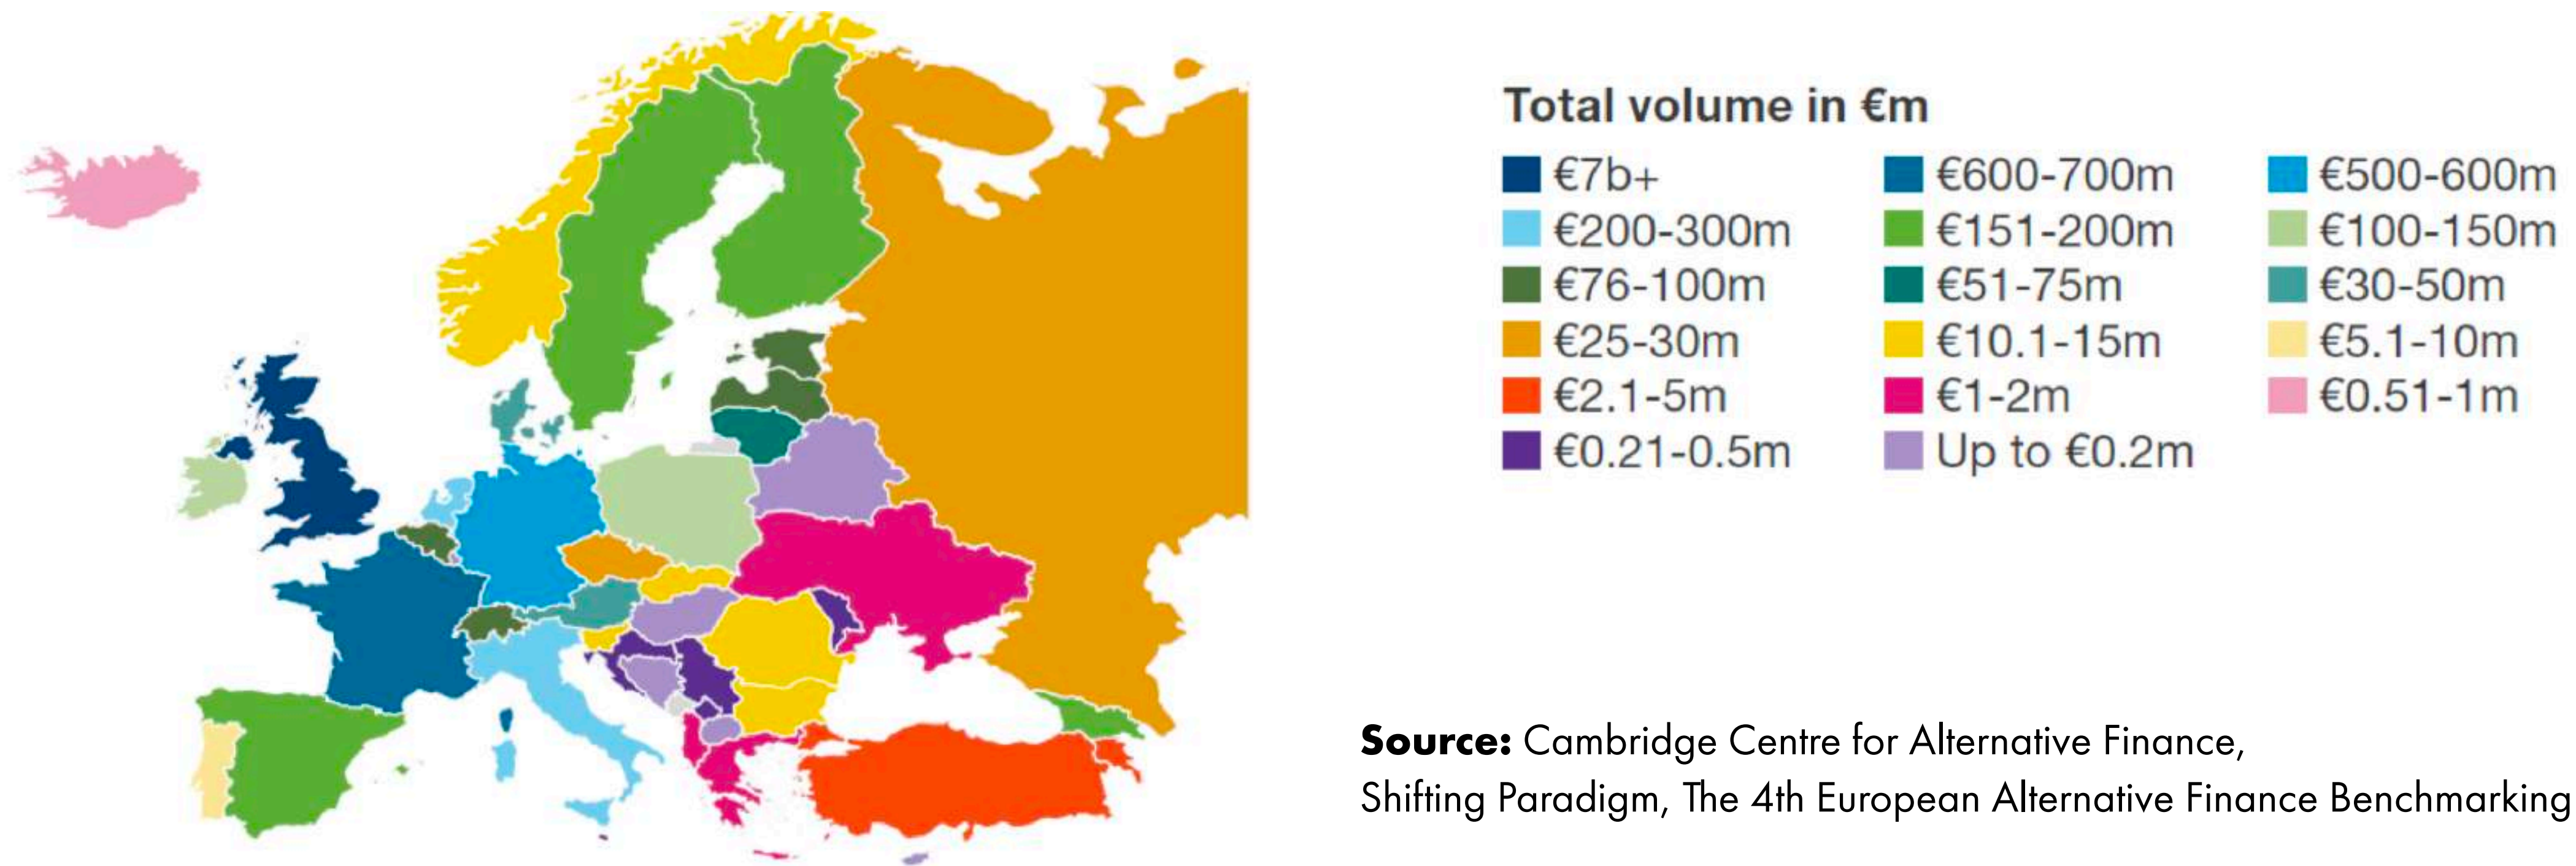 Total volume in €m
€7b+ €600-700m €500-600m
€200-300m €151-200m €100-150m
€76-100m €51-75m €30-50m
€25-30m €10.1-15m €5.1-10m
€2.1-5m €1-2m €0.51-1m
€0.21-0.5m Up to €0.2m
Source: Cambridge Centre for Alternative Finance,
Shifting Paradigm, The 4th European Alternative Finance Benchmarking